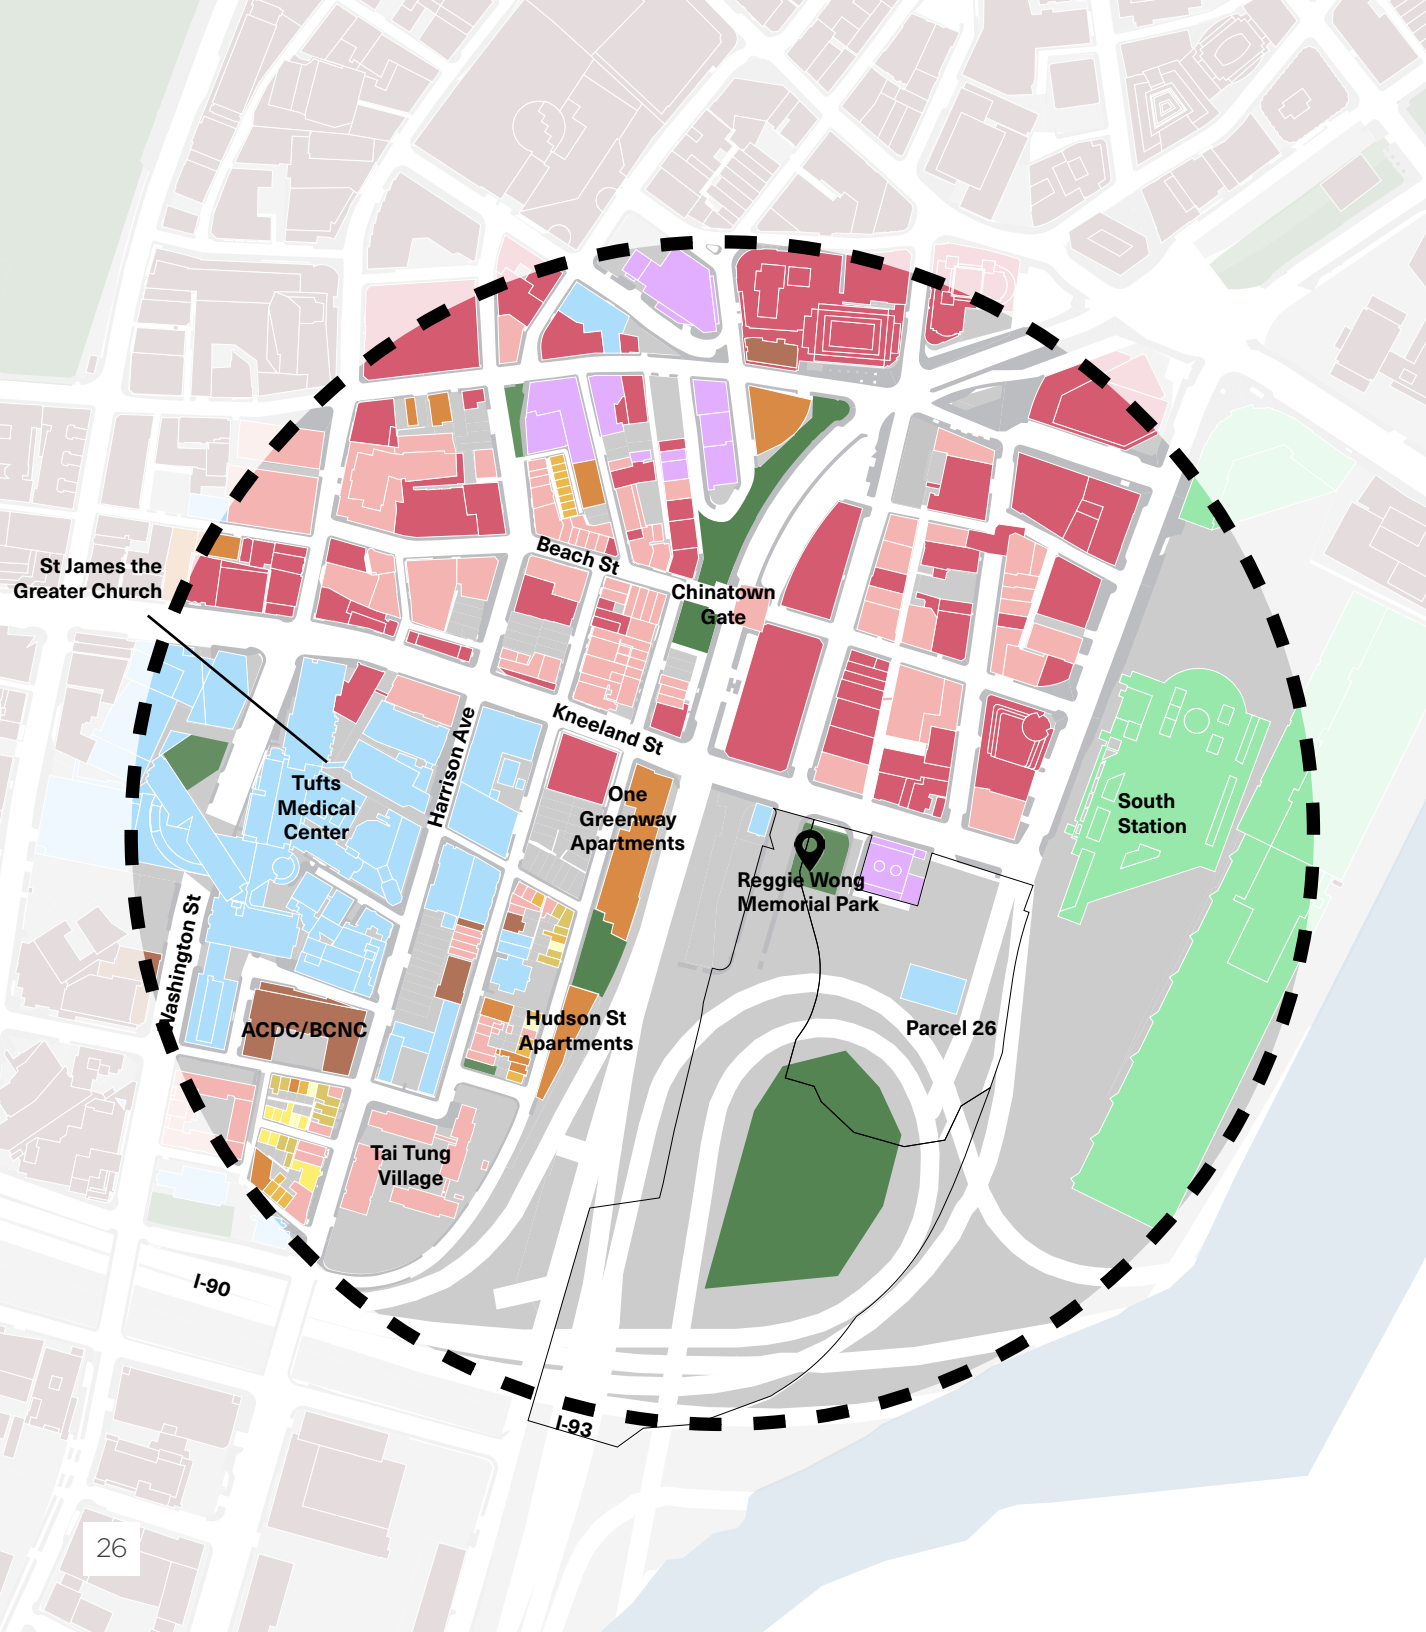 St James the
Greater Church
Beach St
Chinatown
Gate
Kneeland St
Harrison Ave
Tufts
Medical
Center
One
Greenway
Apartments
South
Station
Reggie Wong
Memorial Park
Washington St
ACDC/BCNC
Hudson St
Apartments
Parcel 26
Tai Tung
Village
I-90
I-93
26